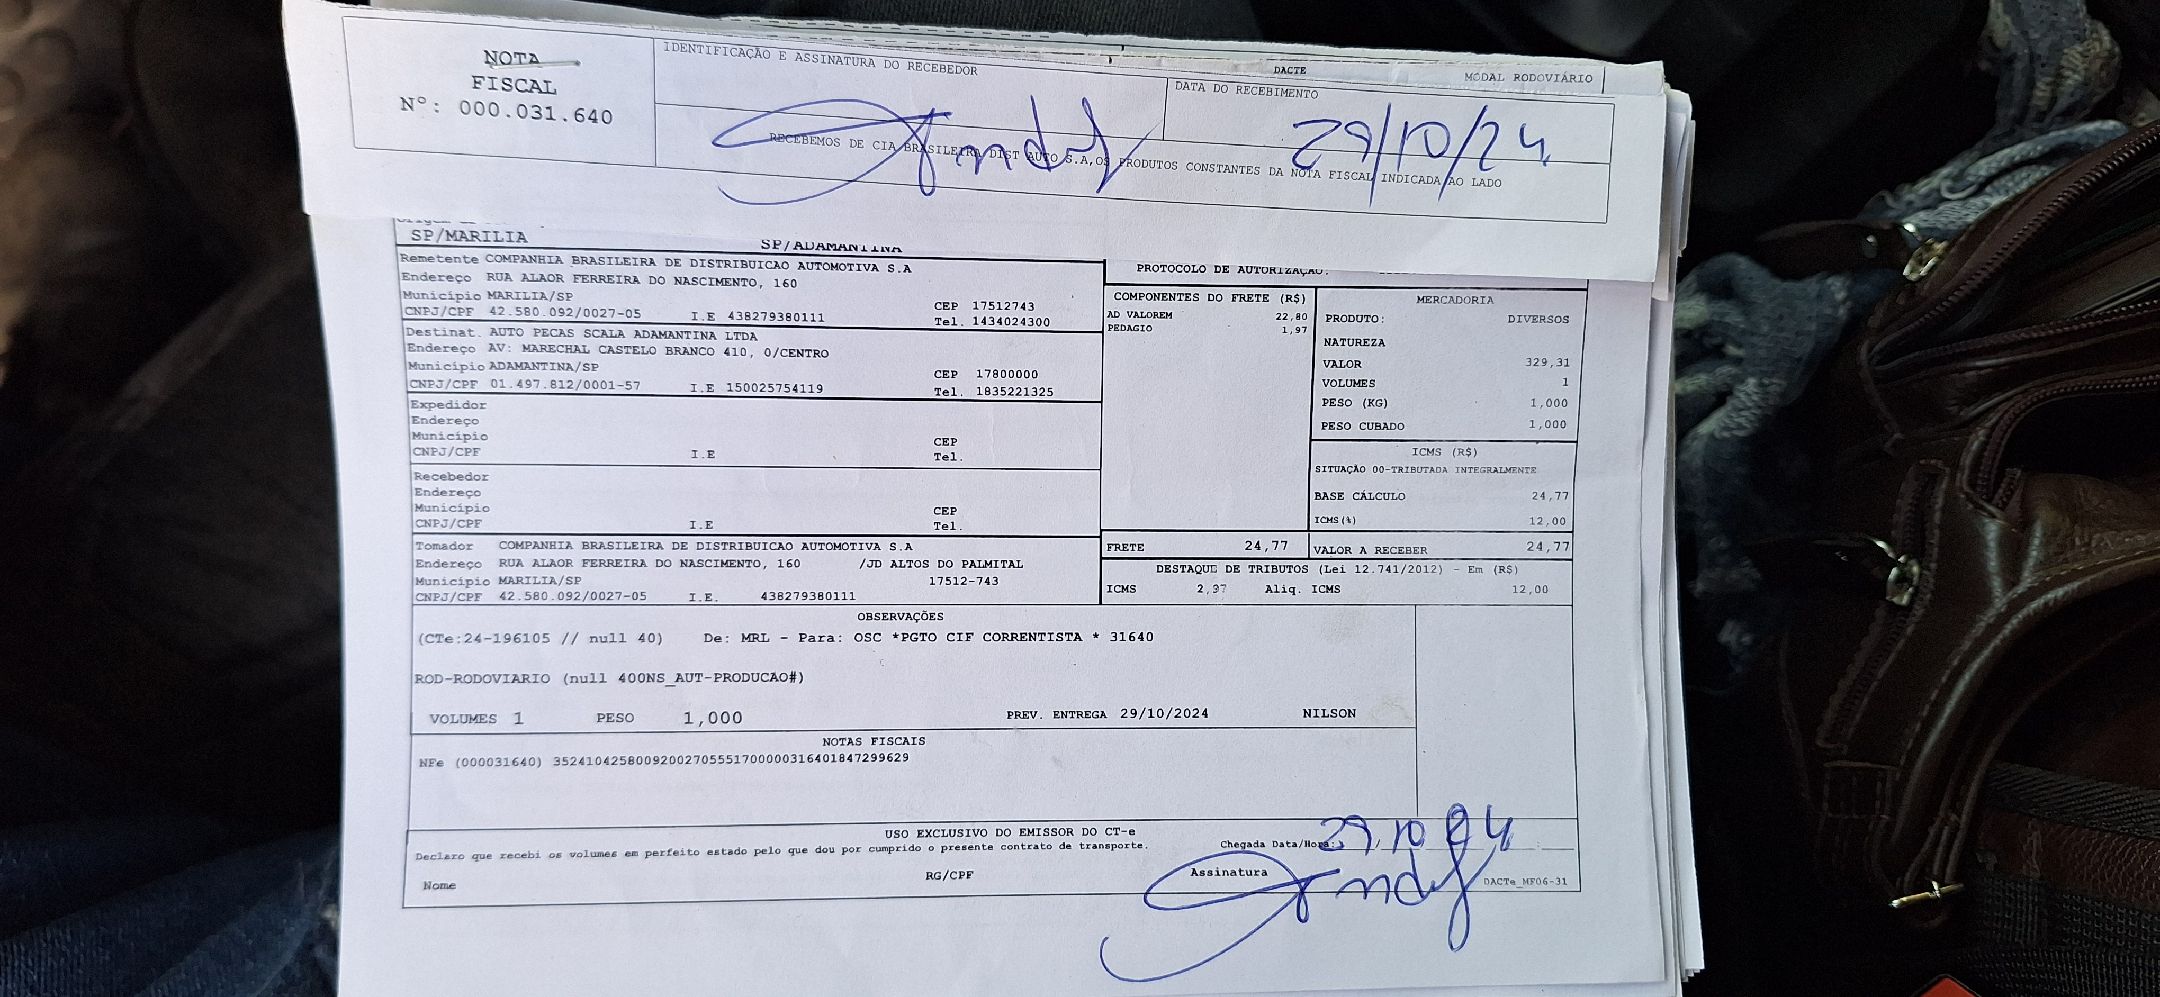 NOTA
FISCAL
Nº: 000.031.640
IDENTIFICAÇÃO E ASSINATURA DO RECEBEDOR
DACTE
MODAL RODOVIÁRIO
DATA DO RECEBIMENTO
29/10/24
RECEBEMOS DE CIA BRASILEIRA DIST AUTO S.A,OS PRODUTOS CONSTANTES DA NOTA FISCAL INDICADA AO LADO
SP/MARILIA SP/ADAMANTINA
Remetente COMPANHIA BRASILEIRA DE DISTRIBUICAO AUTOMOTIVA S.A
Endereço RUA ALAOR FERREIRA DO NASCIMENTO, 160
Município MARILIA/SP CEP 17512743
CNPJ/CPF 42.580.092/0027-05 I.E 438279380111 Tel. 1434024300
Destinat. AUTO PECAS SCALA ADAMANTINA LTDA
Endereço AV: MARECHAL CASTELO BRANCO 410, 0/CENTRO
Município ADAMANTINA/SP CEP 17800000
CNPJ/CPF 01.497.812/0001-57 I.E 150025754119 Tel. 1835221325
Expedidor
Endereço
Município CEP
CNPJ/CPF I.E Tel.
Recebedor
Endereço
Município CEP
CNPJ/CPF I.E Tel.
Tomador COMPANHIA BRASILEIRA DE DISTRIBUICAO AUTOMOTIVA S.A
Endereço RUA ALAOR FERREIRA DO NASCIMENTO, 160 /JD ALTOS DO PALMITAL
Município MARILIA/SP 17512-743
CNPJ/CPF 42.580.092/0027-05 I.E. 438279380111
PROTOCOLO DE AUTORIZAÇÃO:
COMPONENTES DO FRETE (R$)
AD VALOREM 22,80
PEDAGIO 1,97
MERCADORIA
PRODUTO: DIVERSOS
NATUREZA
VALOR 329,31
VOLUMES 1
PESO (KG) 1,000
PESO CUBADO 1,000
ICMS (R$)
SITUAÇÃO 00-TRIBUTADA INTEGRALMENTE
BASE CÁLCULO 24,77
ICMS(%) 12,00
FRETE 24,77 VALOR A RECEBER 24,77
DESTAQUE DE TRIBUTOS (Lei 12.741/2012) - Em (R$)
ICMS 2,97 Aliq. ICMS 12,00
OBSERVAÇÕES
(CTe:24-196105 // null 40) De: MRL - Para: OSC *PGTO CIF CORRENTISTA * 31640
ROD-RODOVIARIO (null 400NS_AUT-PRODUCAO#)
VOLUMES 1 PESO 1,000 PREV. ENTREGA 29/10/2024 NILSON
NOTAS FISCAIS
NFe (000031640) 35241042580092002705551700000316401847299629
USO EXCLUSIVO DO EMISSOR DO CT-e
Declaro que recebi os volumes em perfeito estado pelo que dou por cumprido o presente contrato de transporte. Chegada Data/Hora: 29/10/24
Nome RG/CPF Assinatura DACTe_MF06-31